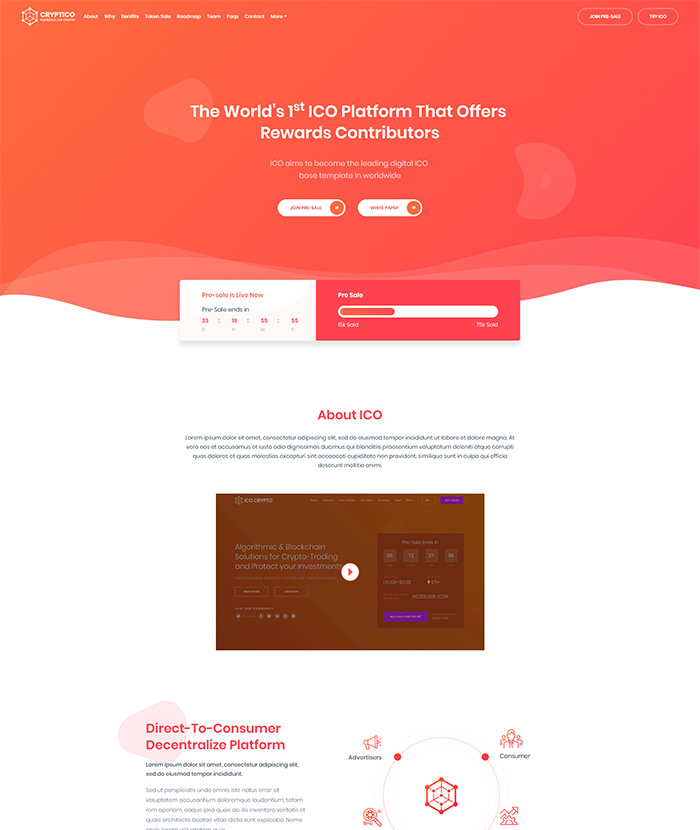 CRYPTICO
About Why Benifits Token Sale Roadmap Team Faqs Contact More
JOIN PRE-SALE TRY ICO
The World's 1st ICO Platform That Offers
Rewards Contributors
ICO aims to become the leading digital ICO
base template in worldwide
JOIN PRE-SALE WHITE PAPER
Pre-sale is Live Now
Pre-Sale ends in
33 : 19 : 55 : 55
D H M S
Pre Sale
15k Sold 75k Sold
About ICO
Lorem ipsum dolor sit amet, consectetur adipiscing elit, sed do eiusmod tempor incididunt ut labore et dolore magna. At
vero eos et accusamus et iusto odio dignissimos ducimus qui blanditiis praesentium voluptatum deleniti atque corrupti
quos dolores et quas molestias excepturi sint occaecati cupiditate non provident, similique sunt in culpa qui officia
deserunt mollitia animi.
ICO CRYPTO
Algorithmic & Blockchain
Solutions for Crypto-Trading
and Protect your Investments
JOIN OUR COMMUNITY
Pre-Sale Ends in
12 21
ETH
Direct-To-Consumer
Decentralize Platform
Lorem ipsum dolor sit amet, consectetur adipisicing elit, sed do
eiusmod tempor incididunt.
Sed ut perspiciatis unde omnis iste natus error sit
voluptatem accusantium doloremque laudantium, totam
rem aperiam, eaque ipsa quae ab illo inventore veritatis et
quasi architecto beatae vitae dicta sunt explicabo. Nemo
Advertisers
Consumer